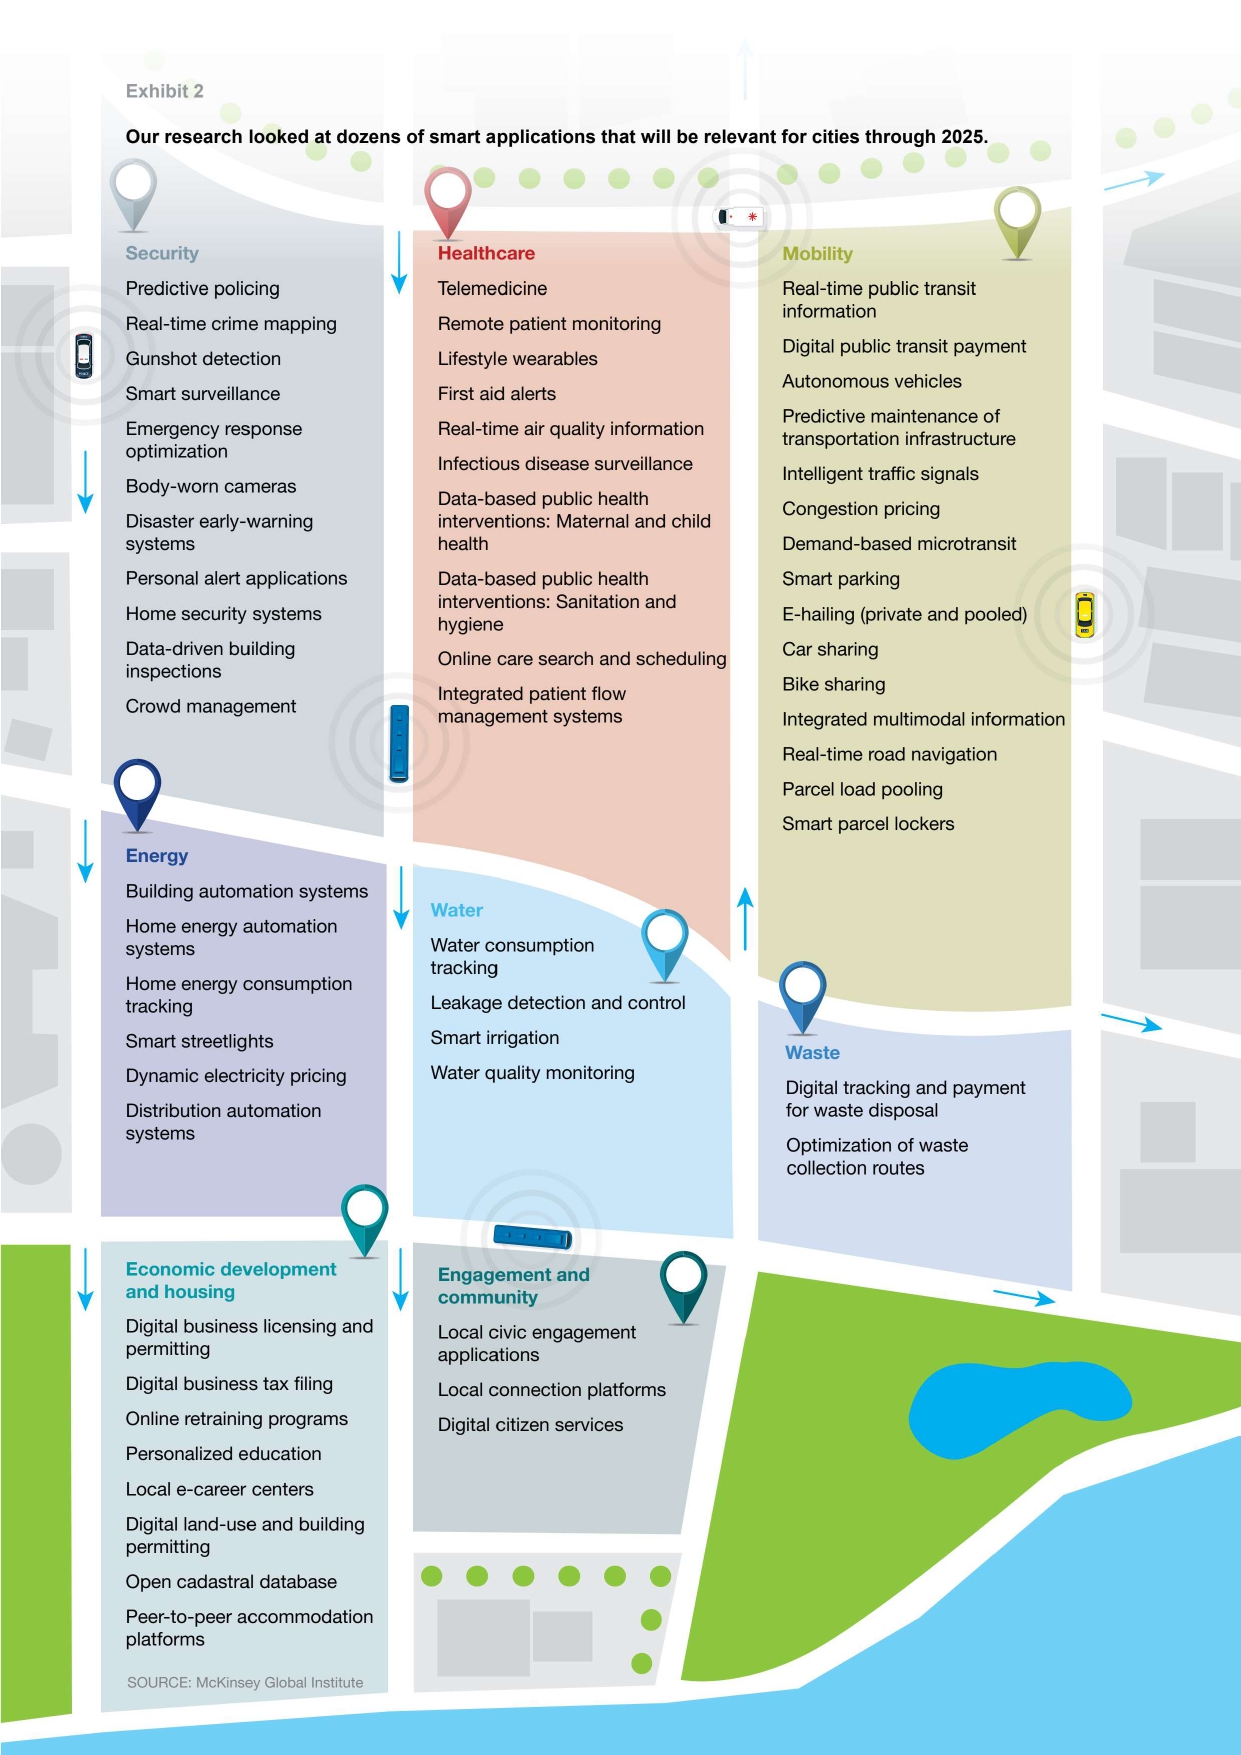 Exhibit 2
Our research looked at dozens of smart applications that will be relevant for cities through 2025.
Security
Predictive policing
Real-time crime mapping
Gunshot detection
Smart surveillance
Emergency response
optimization
Body-worn cameras
Disaster early-warning
systems
Personal alert applications
Home security systems
Data-driven building
inspections
Crowd management
Healthcare
Telemedicine
Remote patient monitoring
Lifestyle wearables
First aid alerts
Real-time air quality information
Infectious disease surveillance
Data-based public health
interventions: Maternal and child
health
Data-based public health
interventions: Sanitation and
hygiene
Online care search and scheduling
Integrated patient flow
management systems
Mobility
Real-time public transit
information
Digital public transit payment
Autonomous vehicles
Predictive maintenance of
transportation infrastructure
Intelligent traffic signals
Congestion pricing
Demand-based microtransit
Smart parking
E-hailing (private and pooled)
Car sharing
Bike sharing
Integrated multimodal information
Real-time road navigation
Parcel load pooling
Smart parcel lockers
Energy
Building automation systems
Home energy automation
systems
Home energy consumption
tracking
Smart streetlights
Dynamic electricity pricing
Distribution automation
systems
Water
Water consumption
tracking
Leakage detection and control
Smart irrigation
Water quality monitoring
Waste
Digital tracking and payment
for waste disposal
Optimization of waste
collection routes
Economic development
and housing
Digital business licensing and
permitting
Digital business tax filing
Online retraining programs
Personalized education
Local e-career centers
Digital land-use and building
permitting
Open cadastral database
Peer-to-peer accommodation
platforms
Engagement and
community
Local civic engagement
applications
Local connection platforms
Digital citizen services
SOURCE: McKinsey Global Institute